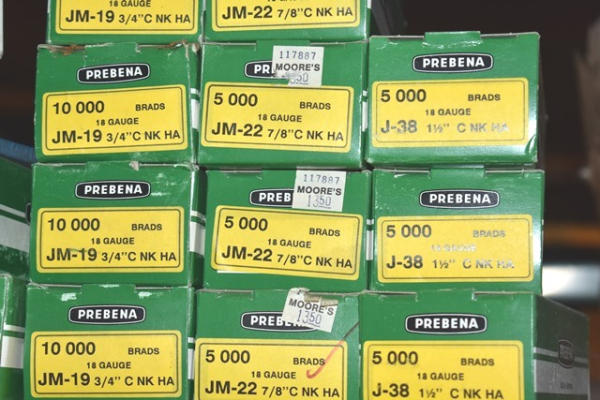 18 GAUGE
JM-19 3/4"C NK HA
18 GAUGE
JM-22 7/8"C NK HA
PREBENA
10 000 BRADS
18 GAUGE
JM-19 3/4"C NK HA
117887
MOORE'S
1350
5 000 BRADS
18 GAUGE
JM-22 7/8"C NK HA
PREBENA
5 000 BRADS
18 GAUGE
J-38 1½" C NK HA
PREBENA
10 000 BRADS
18 GAUGE
JM-19 3/4"C NK HA
PREB
117887
MOORE'S
1350
5 000 BRADS
18 GAUGE
JM-22 7/8"C NK HA
PREBENA
5 000 BRADS
18 GAUGE
J-38 1½" C NK HA
PREBENA
10 000 BRADS
18 GAUGE
JM-19 3/4"C NK HA
MOORE'S
1350
5 000 BRADS
18 GAUGE
JM-22 7/8"C NK HA
PREBENA
5 000 BRADS
18 GAUGE
J-38 1½" C NK HA